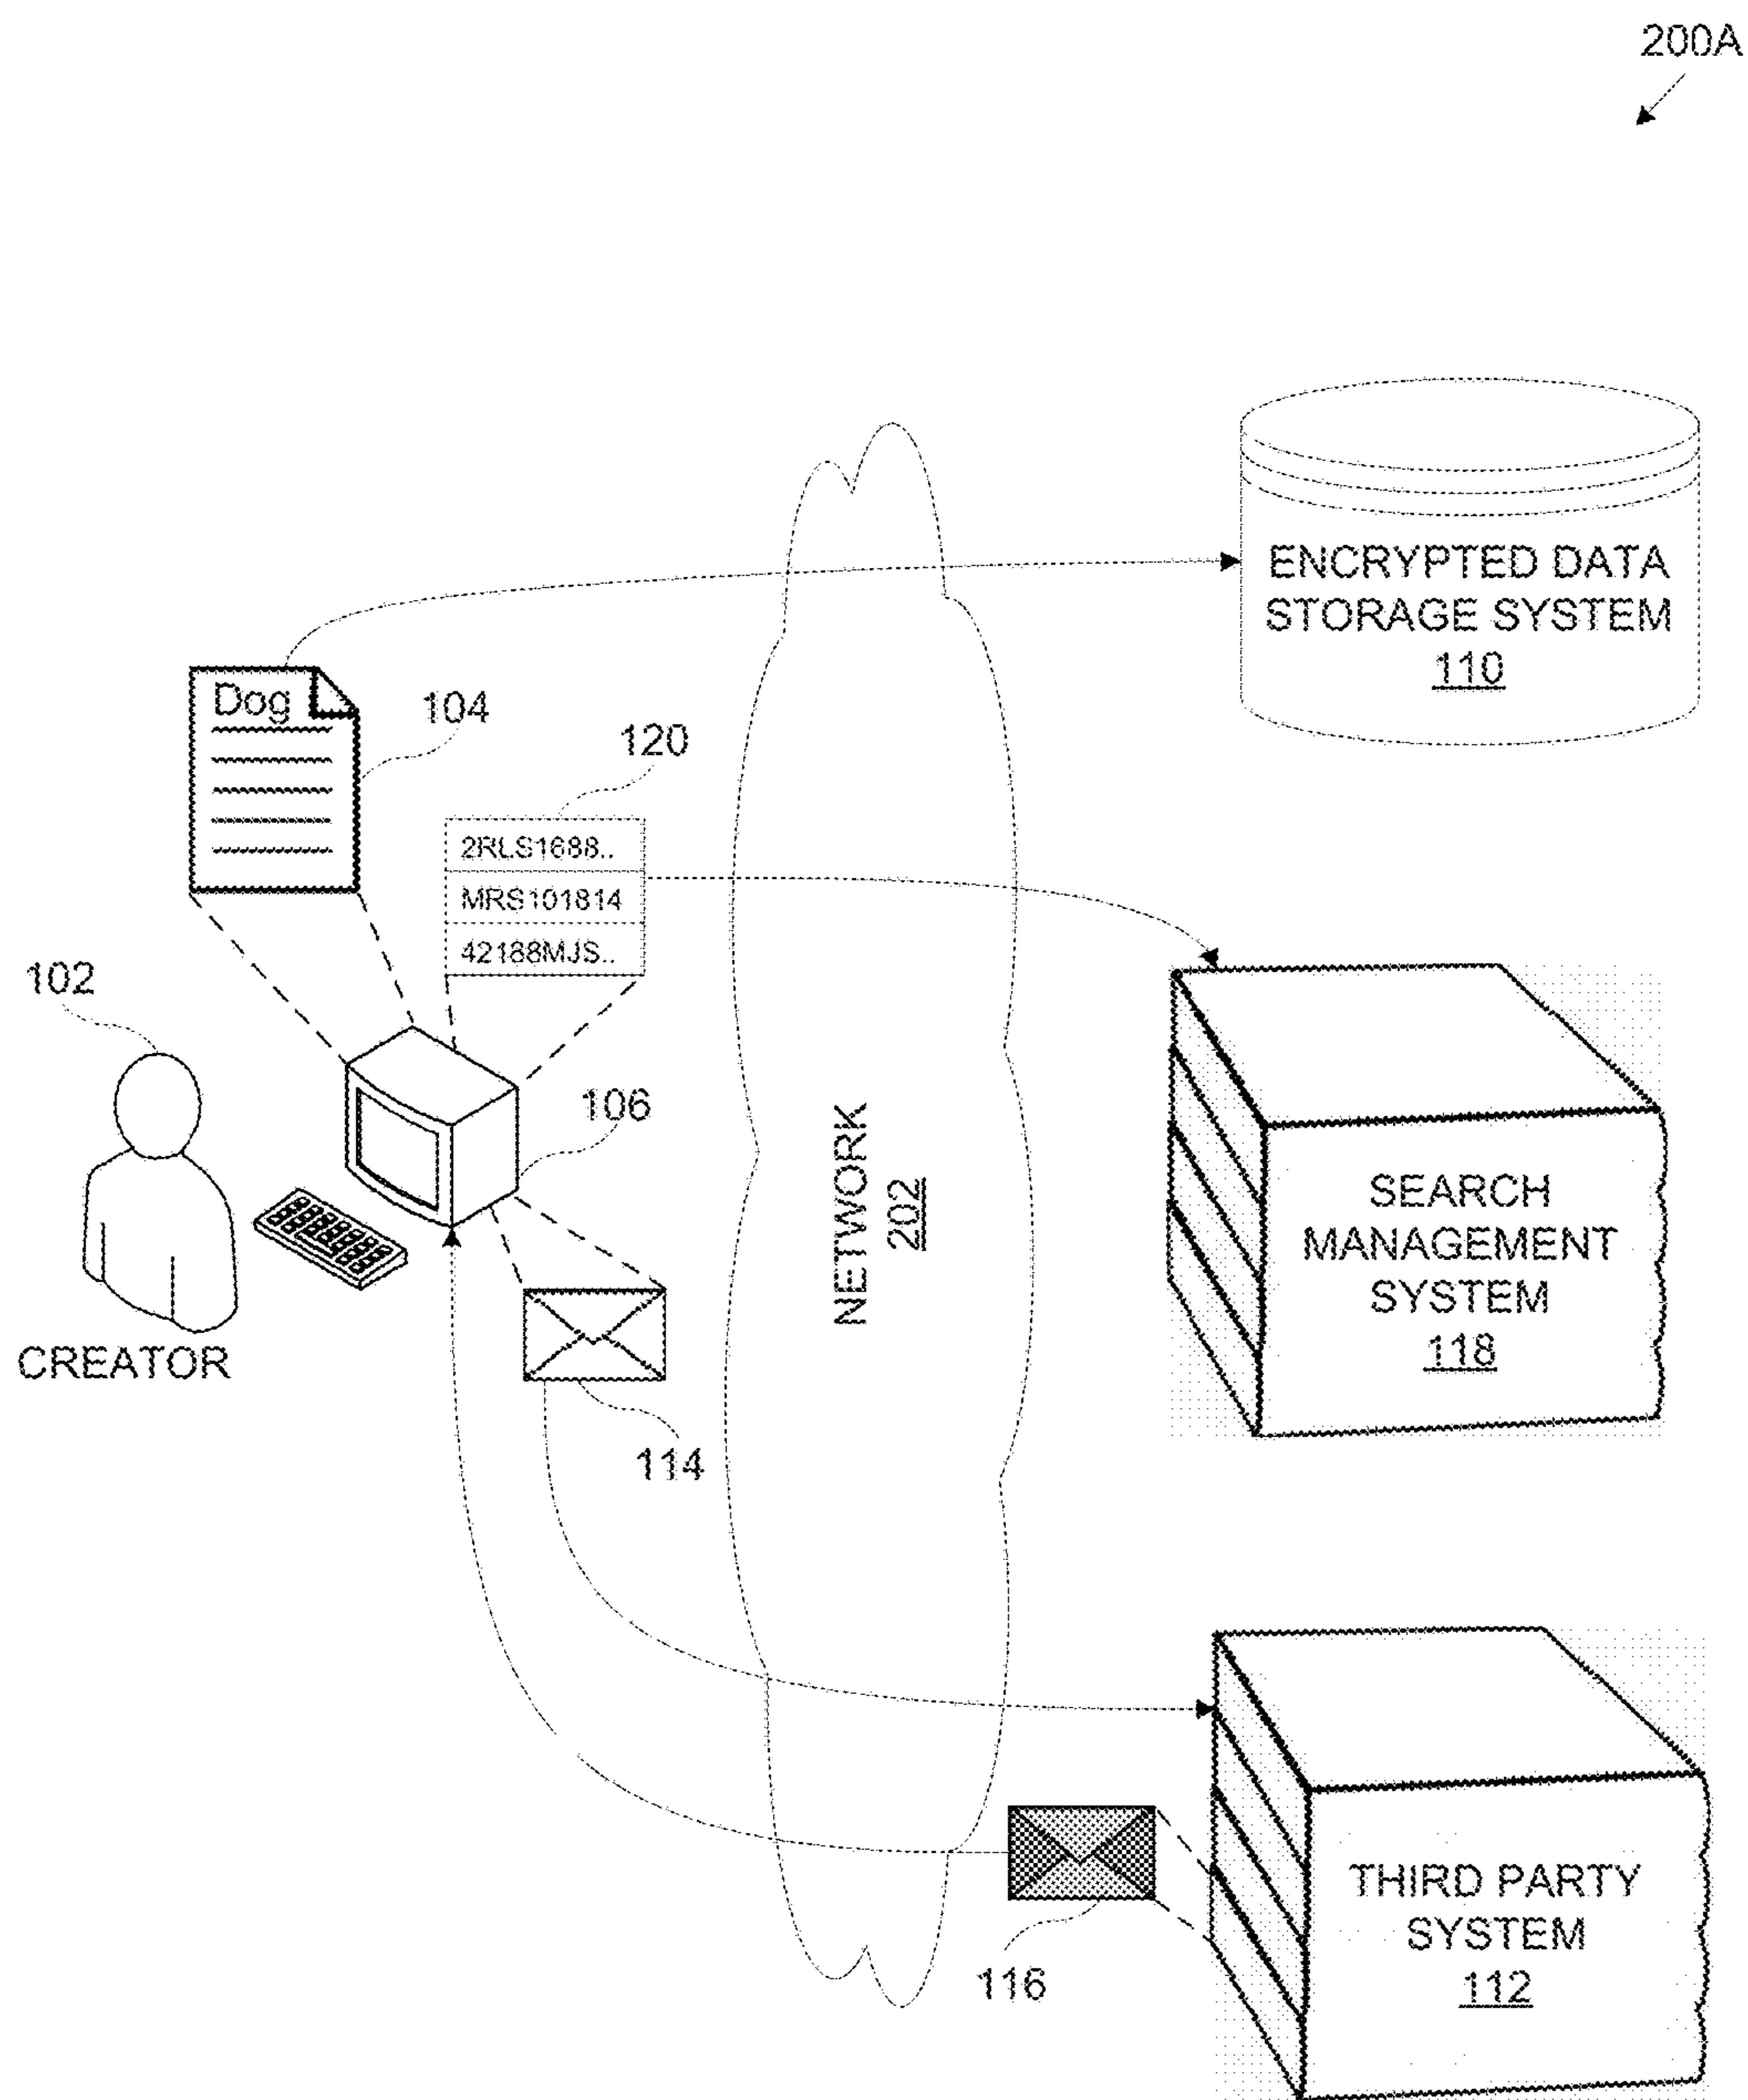 200A
ENCRYPTED DATA
STORAGE SYSTEM
110
Dog
104
120
2RLS1688..
MRS101814
42188MJS..
102
106
NETWORK
202
SEARCH
MANAGEMENT
SYSTEM
118
CREATOR
114
THIRD PARTY
SYSTEM
112
116